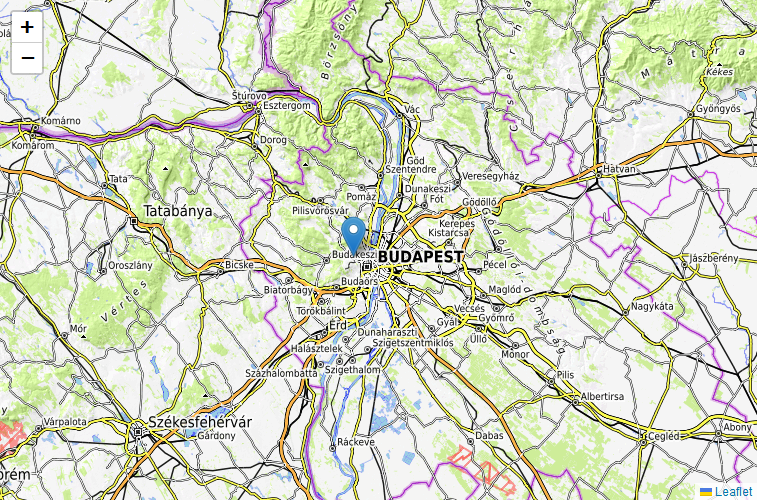 +
−
Börzsöny
Cserhát
Mátra
Kékes
Štúrovo
Esztergom
Vác
Gyöngyös
Komárno
Komárom
Dorog
Göd
Szentendre
Hatvan
Tata
Veresegyház
Pomáz
Dunakeszi
Fót
Gödöllő
Tatabánya
Pilisvörösvár
Kerepes
Kistarcsa
Gödöllői-dombság
Budakeszi
BUDAPEST
Jászberény
Oroszlány
Bicske
Pécel
Vértes
Biatorbágy
Budaörs
Maglód
Törökbálint
Vecsés
Gyömrő
Nagykáta
Mór
Érd
Dunaharaszti
Gyál
Üllő
Halásztelek
Szigetszentmiklós
Monor
Százhalombatta
Szigethalom
Pilis
Albertirsa
Várpalota
Székesfehérvár
Gárdony
Abony
Ráckeve
Dabas
Cegléd
Leaflet